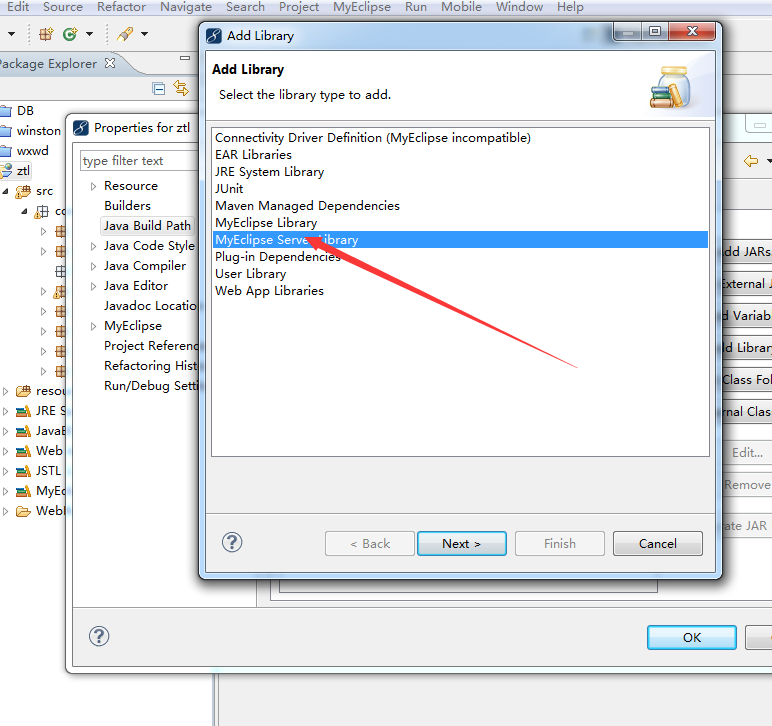 Edit Source Refactor Navigate Search Project MyEclipse Run Mobile Window Help
Package Explorer
DB
winston
wxwd
ztl
src
resou
JRE S
JavaE
Web
JSTL
MyEc
WebI
Properties for ztl
type filter text
Resource
Builders
Java Build Path
Java Code Style
Java Compiler
Java Editor
Javadoc Locatio
MyEclipse
Project Referenc
Refactoring Hist
Run/Debug Setti
Add Library
Add Library
Select the library type to add.
Connectivity Driver Definition (MyEclipse incompatible)
EAR Libraries
JRE System Library
JUnit
Maven Managed Dependencies
MyEclipse Library
MyEclipse Server Library
Plug-in Dependencies
User Library
Web App Libraries
< Back
Next >
Finish
Cancel
dd JARs
External J
d Variab
ld Library
Class Fol
rnal Clas
Edit...
Remove
ate JAR
OK